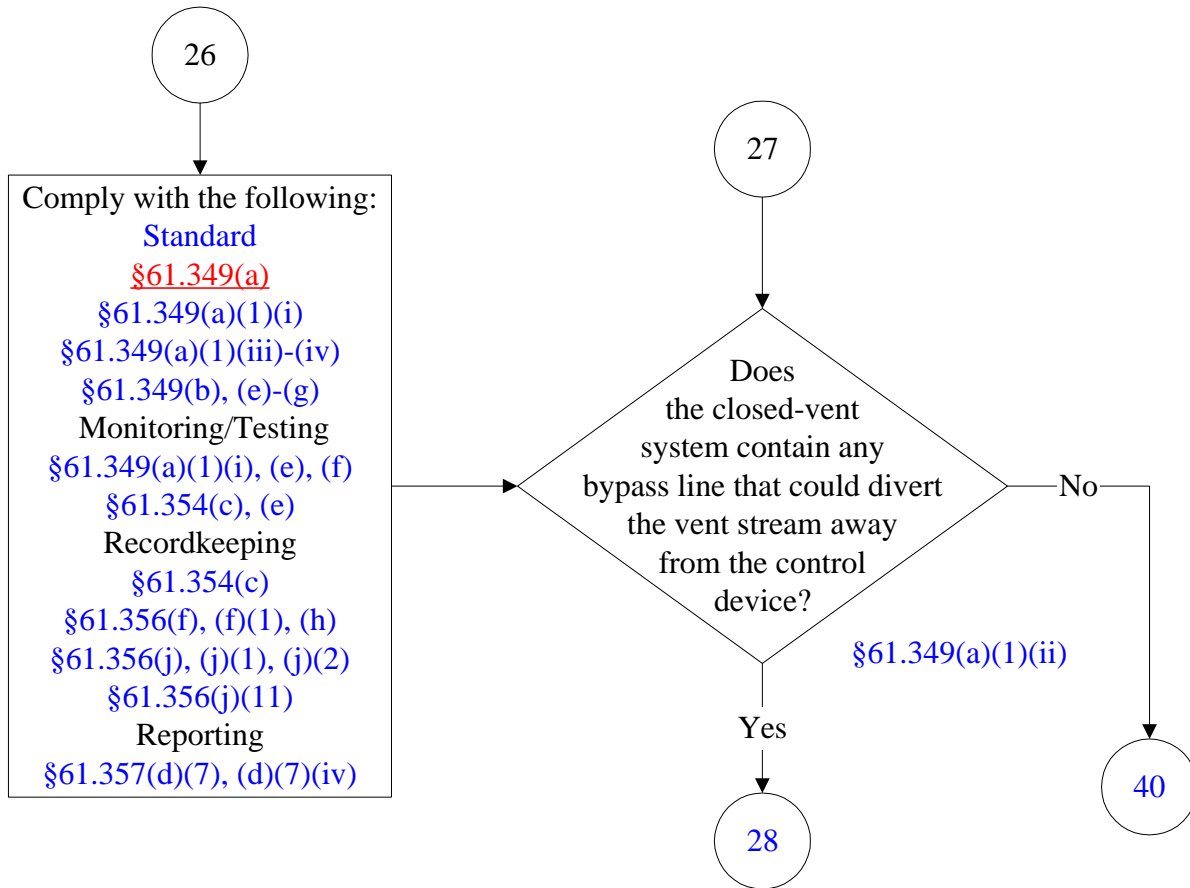 26
Comply with the following:
Standard
§61.349(a)
§61.349(a)(1)(i)
§61.349(a)(1)(iii)-(iv)
§61.349(b), (e)-(g)
Monitoring/Testing
§61.349(a)(1)(i), (e), (f)
§61.354(c), (e)
Recordkeeping
§61.354(c)
§61.356(f), (f)(1), (h)
§61.356(j), (j)(1), (j)(2)
§61.356(j)(11)
Reporting
§61.357(d)(7), (d)(7)(iv)
27
Does
the closed-vent
system contain any
bypass line that could divert
the vent stream away
from the control
device?
No
§61.349(a)(1)(ii)
Yes
40
28